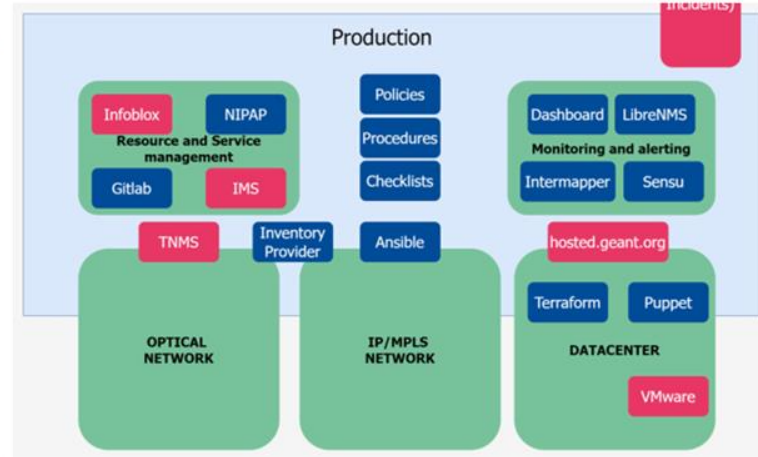 Incidents)
Production
Infoblox
NIPAP
Resource and Service
management
Gitlab
IMS
Policies
Procedures
Checklists
Dashboard
LibreNMS
Monitoring and alerting
Intermapper
Sensu
TNMS
Inventory
Provider
Ansible
hosted.geant.org
Terraform
Puppet
OPTICAL
NETWORK
IP/MPLS
NETWORK
DATACENTER
VMware